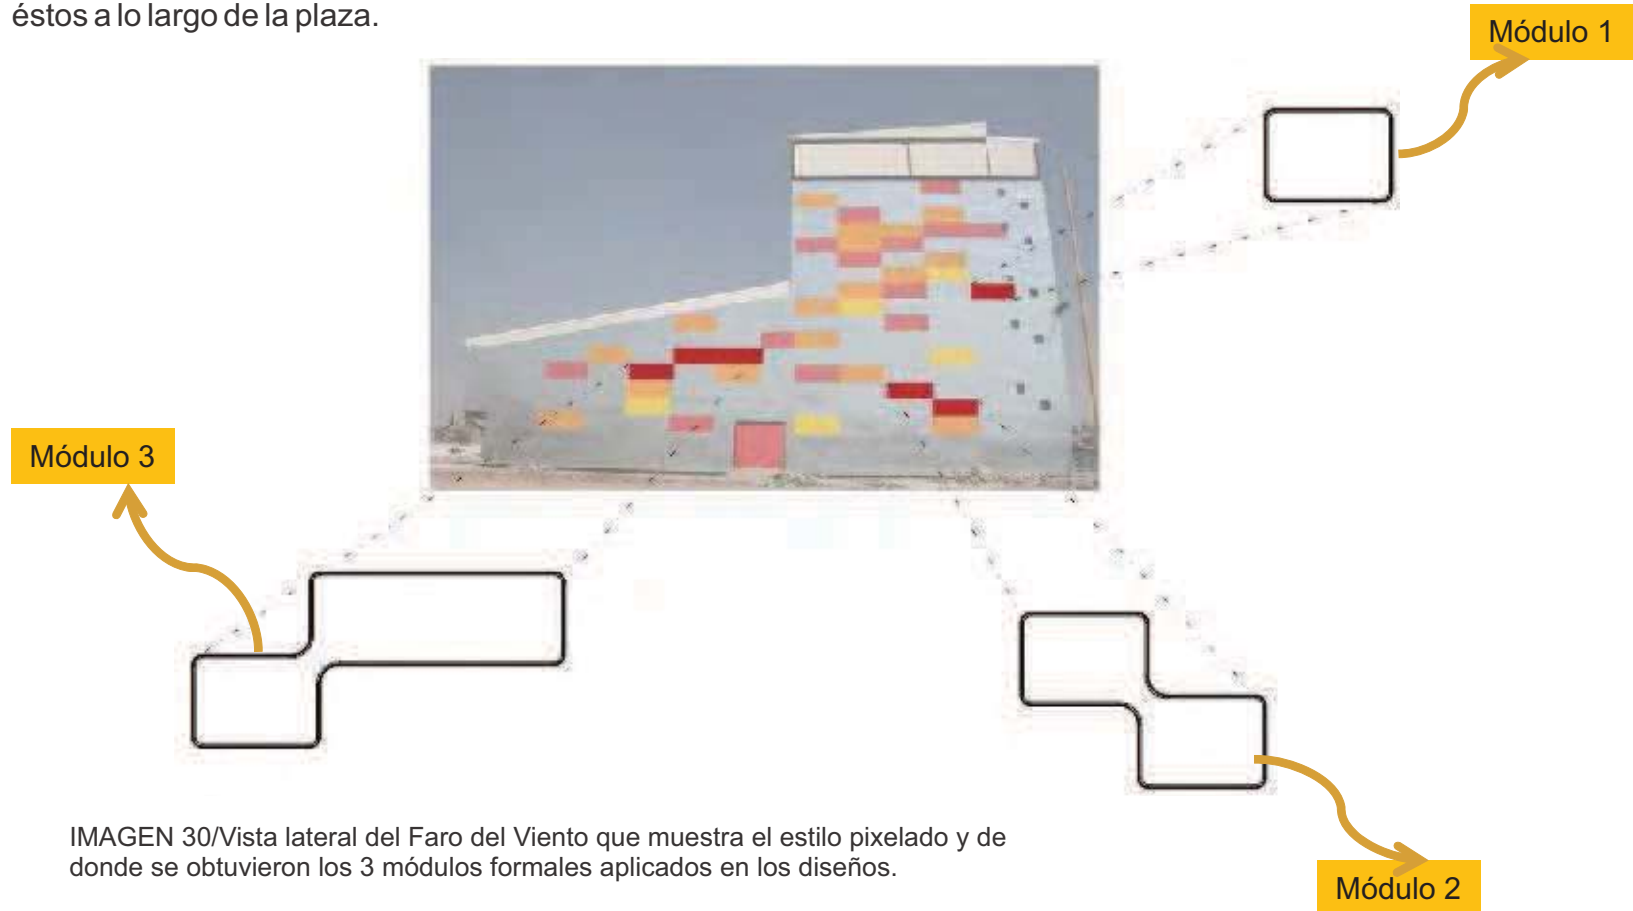 éstos a lo largo de la plaza.
Módulo 1
Módulo 3
IMAGEN 30/Vista lateral del Faro del Viento que muestra el estilo pixelado y de
donde se obtuvieron los 3 módulos formales aplicados en los diseños.
Módulo 2